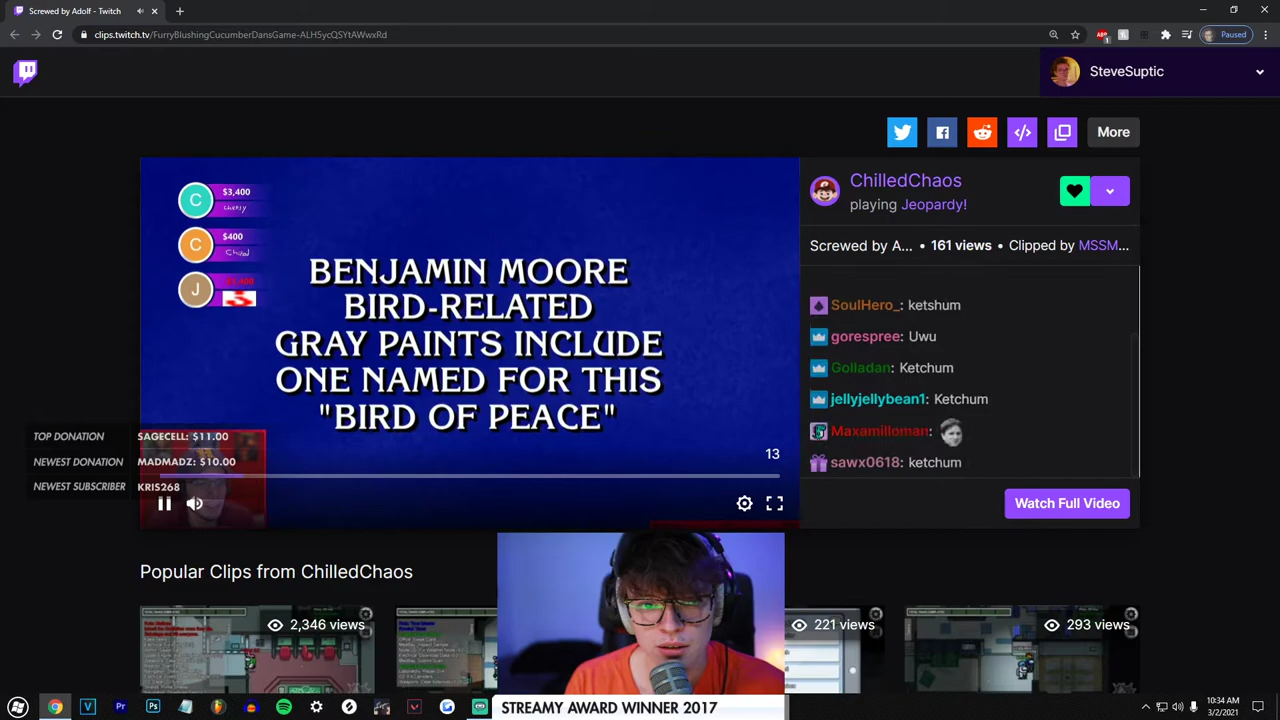 Screwed by Adolf - Twitch
clips.twitch.tv/FurryBlushingCucumberDansGame-ALH5ycQSYtAWwxRd
Paused
SteveSuptic
More
ChilledChaos
playing Jeopardy!
Screwed by A... • 161 views • Clipped by MSSM...
SoulHero_: ketshum
gorespree: Uwu
Golladan: Ketchum
jellyjellybean1: Ketchum
Maxamilloman:
sawx0618: ketchum
Watch Full Video
C $3,400
Cheesy
C $400
Chilled
J
BENJAMIN MOORE
BIRD-RELATED
GRAY PAINTS INCLUDE
ONE NAMED FOR THIS
"BIRD OF PEACE"
13
TOP DONATION SAGECELL: $11.00
NEWEST DONATION MADMADZ: $10.00
NEWEST SUBSCRIBER KRIS268
Popular Clips from ChilledChaos
2,346 views
221 views
293 views
STREAMY AWARD WINNER 2017
10:34 AM
3/2/2021